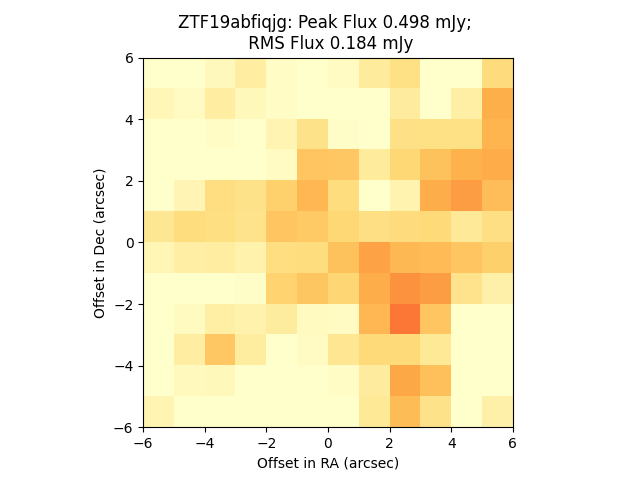 ZTF19abfiqjg: Peak Flux 0.498 mJy;
RMS Flux 0.184 mJy
6
4
2
0
−2
−4
−6
Offset in Dec (arcsec)
−6 −4 −2 0 2 4 6
Offset in RA (arcsec)